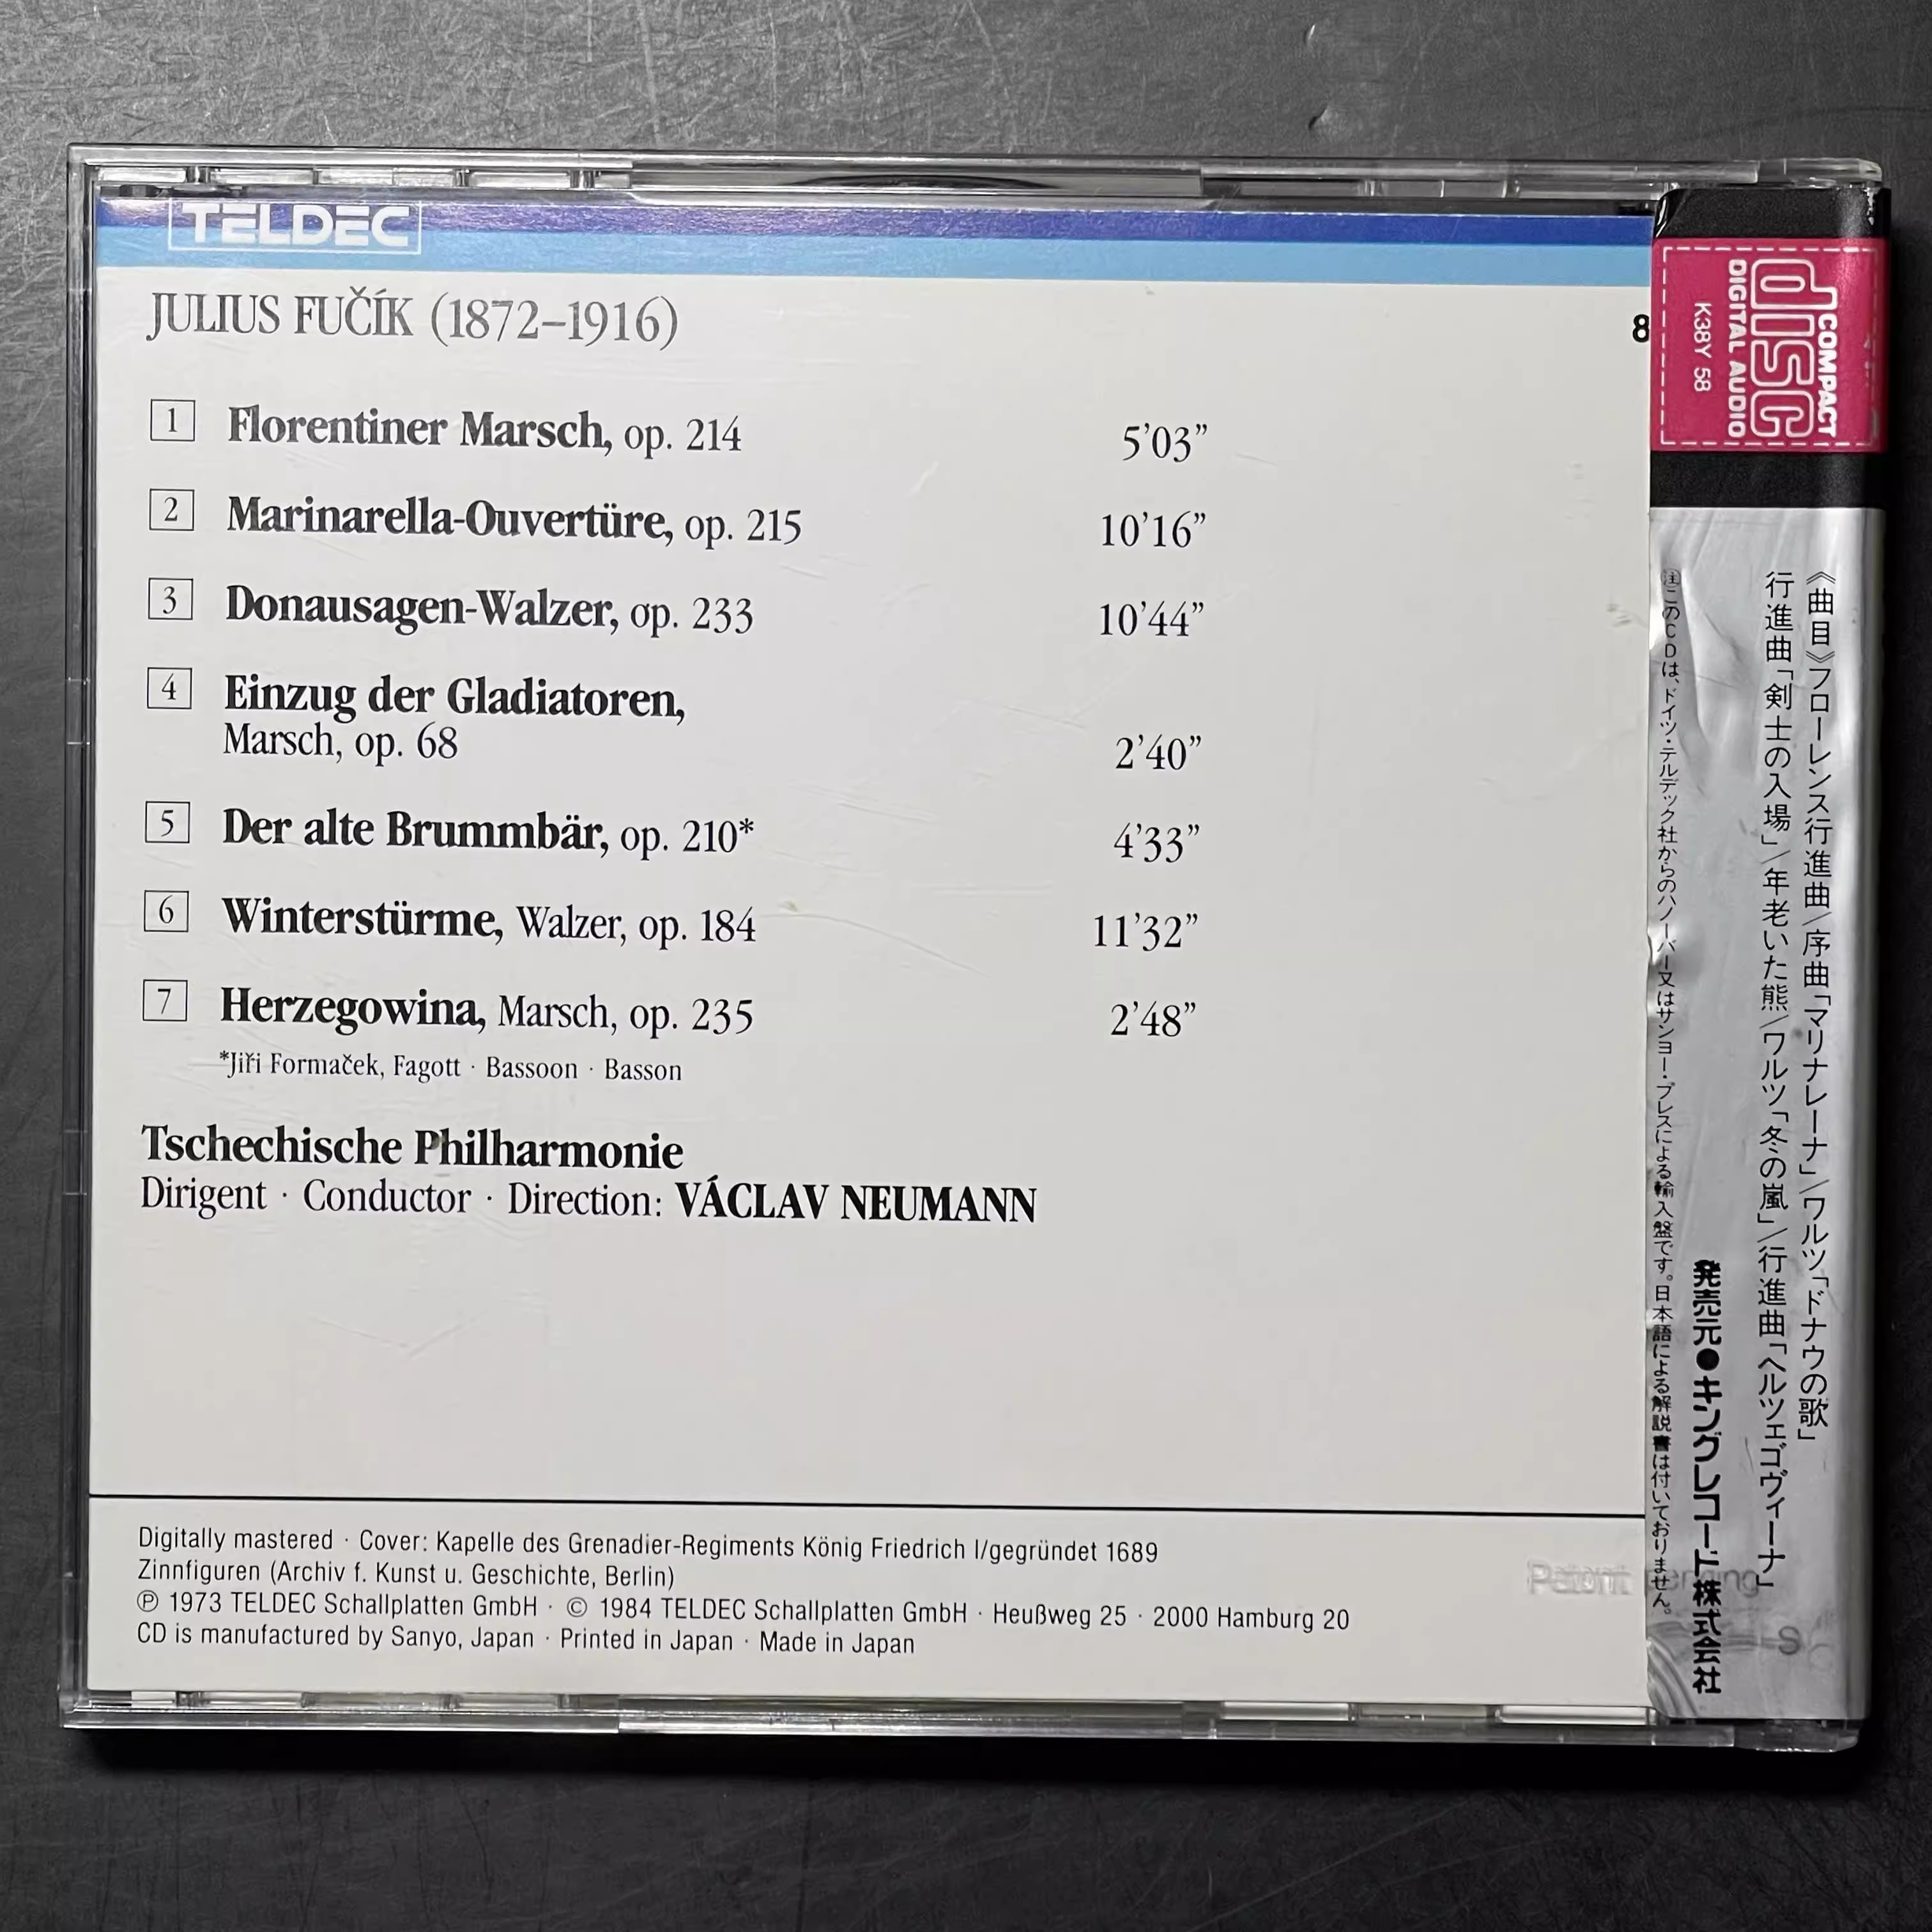 TELDEC
JULIUS FUČÍK (1872–1916)
8
1 Florentiner Marsch, op. 214 5’03”
2 Marinarella-Ouvertüre, op. 215 10’16”
3 Donausagen-Walzer, op. 233 10’44”
4 Einzug der Gladiatoren,
Marsch, op. 68 2’40”
5 Der alte Brummbär, op. 210* 4’33”
6 Winterstürme, Walzer, op. 184 11’32”
7 Herzegowina, Marsch, op. 235 2’48”
*Jiří Formaček, Fagott · Bassoon · Basson
Tschechische Philharmonie
Dirigent · Conductor · Direction: VÁCLAV NEUMANN
Digitally mastered · Cover: Kapelle des Grenadier-Regiments König Friedrich I/gegründet 1689
Zinnfiguren (Archiv f. Kunst u. Geschichte, Berlin)
Ⓟ 1973 TELDEC Schallplatten GmbH · © 1984 TELDEC Schallplatten GmbH · Heußweg 25 · 2000 Hamburg 20
CD is manufactured by Sanyo, Japan · Printed in Japan · Made in Japan
Patent pending
S
COMPACT
disc
DIGITAL AUDIO
K38Y 58
《曲目》フローレンス行進曲/序曲「マリナレーナ」/ワルツ「ドナウの歌」
行進曲「剣士の入場」/年老いた熊/ワルツ「冬の嵐」/行進曲「ヘルツェゴヴィーナ」
発売元●キングレコード株式会社
㊟このCDは、ドイツ・テルデック社からのハノーバー又はサンヨー・プレスによる輸入盤です。日本語による解説書は付いておりません。